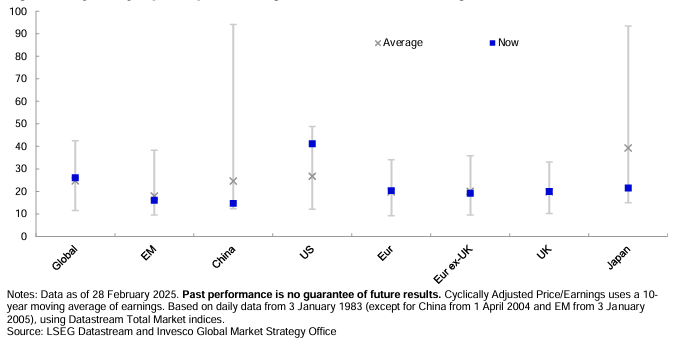 100
90
80
70
60
50
40
30
20
10
0
Average
Now
Global
EM
China
US
Eur
Eur ex-UK
UK
Japan
Notes: Data as of 28 February 2025. Past performance is no guarantee of future results. Cyclically Adjusted Price/Earnings uses a 10-
year moving average of earnings. Based on daily data from 3 January 1983 (except for China from 1 April 2004 and EM from 3 January
2005), using Datastream Total Market indices.
Source: LSEG Datastream and Invesco Global Market Strategy Office